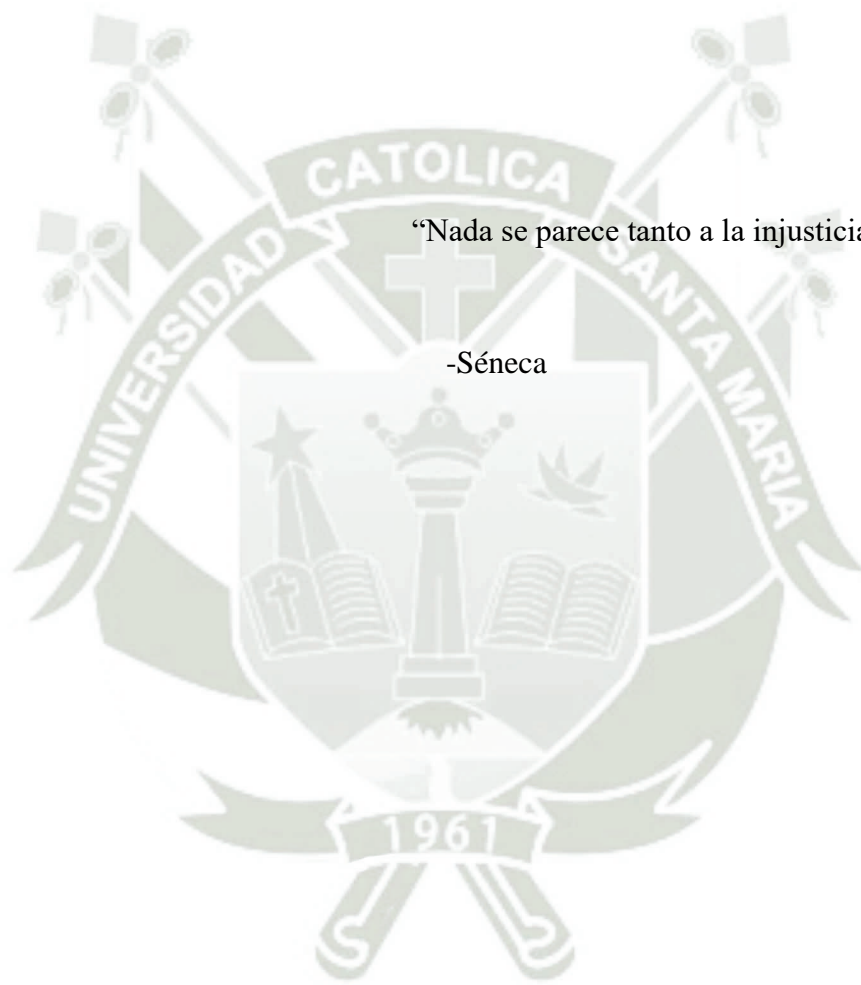 CATOLICA
UNIVERSIDAD
SANTA MARIA
“Nada se parece tanto a la injusticia
-Séneca
1961